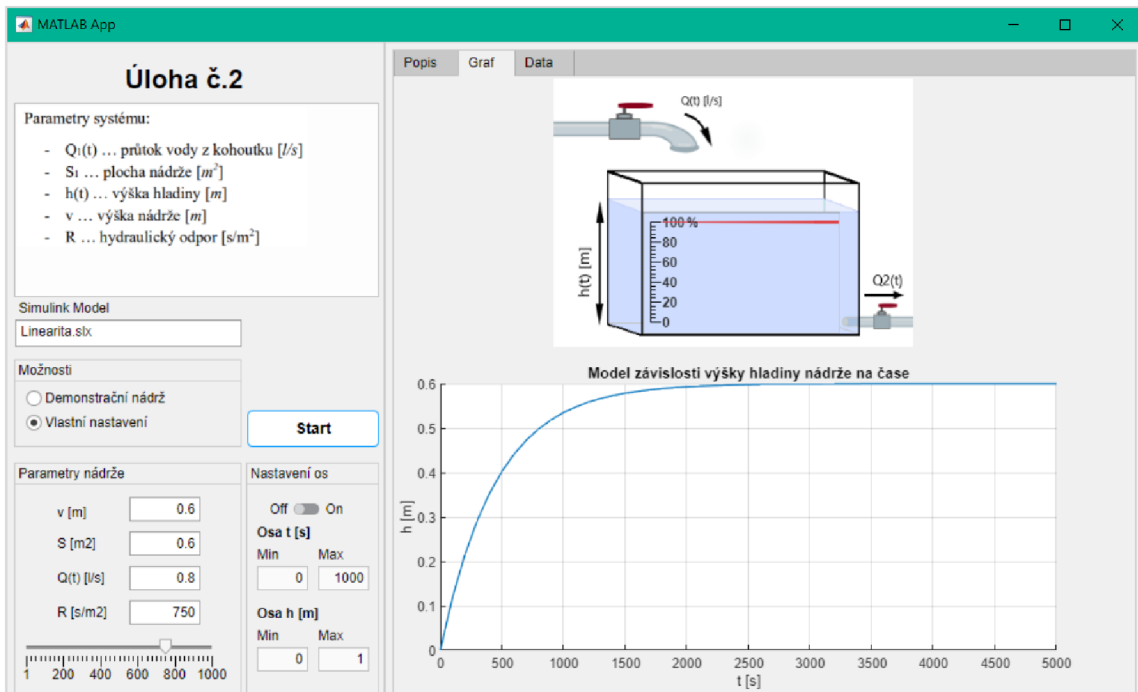 MATLAB App
Úloha č.2
Parametry systému:
- Q1(t) … průtok vody z kohoutku [l/s]
- S1 … plocha nádrže [m²]
- h(t) … výška hladiny [m]
- v … výška nádrže [m]
- R … hydraulický odpor [s/m²]
Simulink Model
Linearita.slx
Možnosti
Demonstrační nádrž
Vlastní nastavení
Start
Parametry nádrže
v [m] 0.6
S [m2] 0.6
Q(t) [l/s] 0.8
R [s/m2] 750
1 200 400 600 800 1000
Nastavení os
Off On
Osa t [s]
Min Max
0 1000
Osa h [m]
Min Max
0 1
Popis Graf Data
Q(t) [l/s]
h(t) [m]
100 %
80
60
40
20
0
Q2(t)
Model závislosti výšky hladiny nádrže na čase
h [m]
0.6
0.5
0.4
0.3
0.2
0.1
0
0 500 1000 1500 2000 2500 3000 3500 4000 4500 5000
t [s]